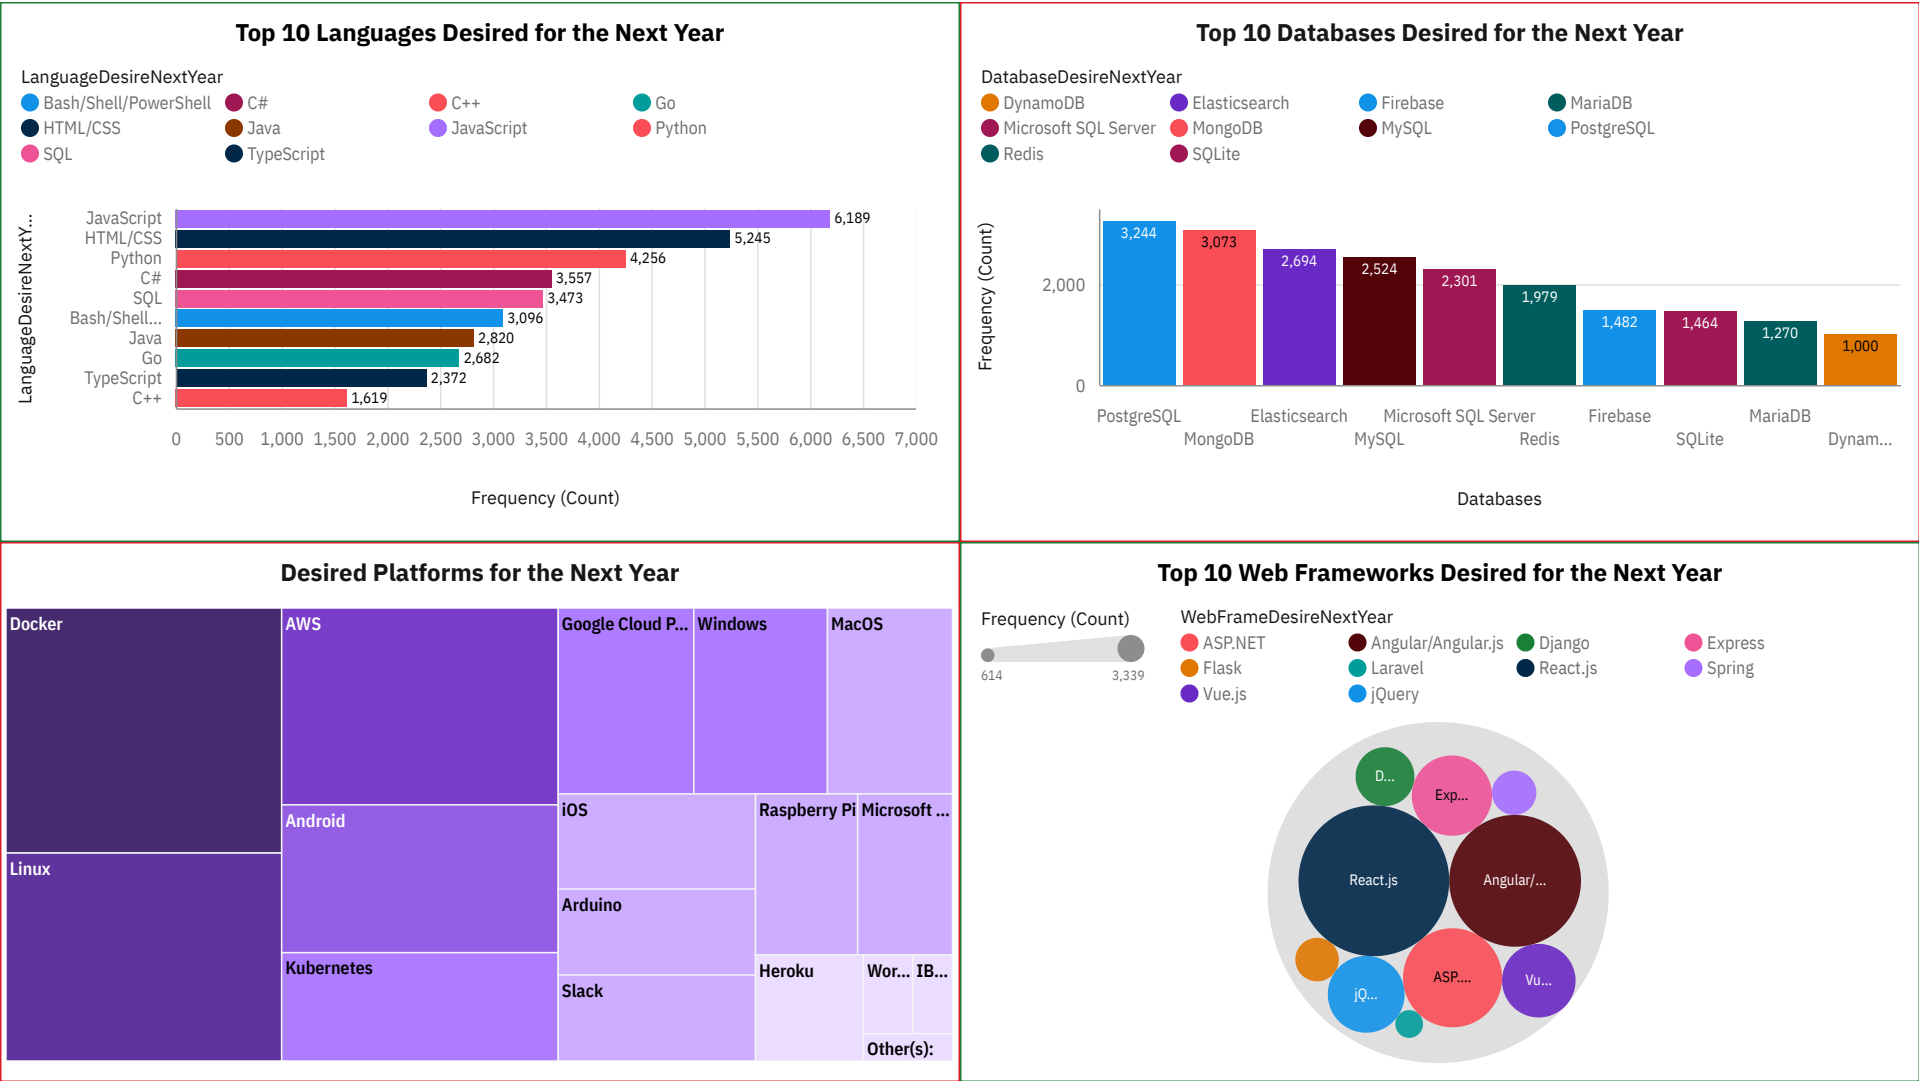 Top 10 Languages Desired for the Next Year
LanguageDesireNextYear
Bash/Shell/PowerShell C# C++ Go
HTML/CSS Java JavaScript Python
SQL TypeScript
LanguageDesireNextY...
JavaScript 6,189
HTML/CSS 5,245
Python 4,256
C# 3,557
SQL 3,473
Bash/Shell... 3,096
Java 2,820
Go 2,682
TypeScript 2,372
C++ 1,619
0 500 1,000 1,500 2,000 2,500 3,000 3,500 4,000 4,500 5,000 5,500 6,000 6,500 7,000
Frequency (Count)
Top 10 Databases Desired for the Next Year
DatabaseDesireNextYear
DynamoDB Elasticsearch Firebase MariaDB
Microsoft SQL Server MongoDB MySQL PostgreSQL
Redis SQLite
Frequency (Count)
2,000
0
3,244 3,073 2,694 2,524 2,301 1,979 1,482 1,464 1,270 1,000
PostgreSQL Elasticsearch Microsoft SQL Server Firebase MariaDB
MongoDB MySQL Redis SQLite Dynam...
Databases
Desired Platforms for the Next Year
Docker AWS Google Cloud P... Windows MacOS
iOS Raspberry Pi Microsoft ...
Android
Linux
Arduino
Kubernetes Heroku Wor... IB...
Slack
Other(s):
Top 10 Web Frameworks Desired for the Next Year
Frequency (Count)
614 3,339
WebFrameDesireNextYear
ASP.NET Angular/Angular.js Django Express
Flask Laravel React.js Spring
Vue.js jQuery
D... Exp...
React.js Angular/...
jQ... ASP.... Vu...